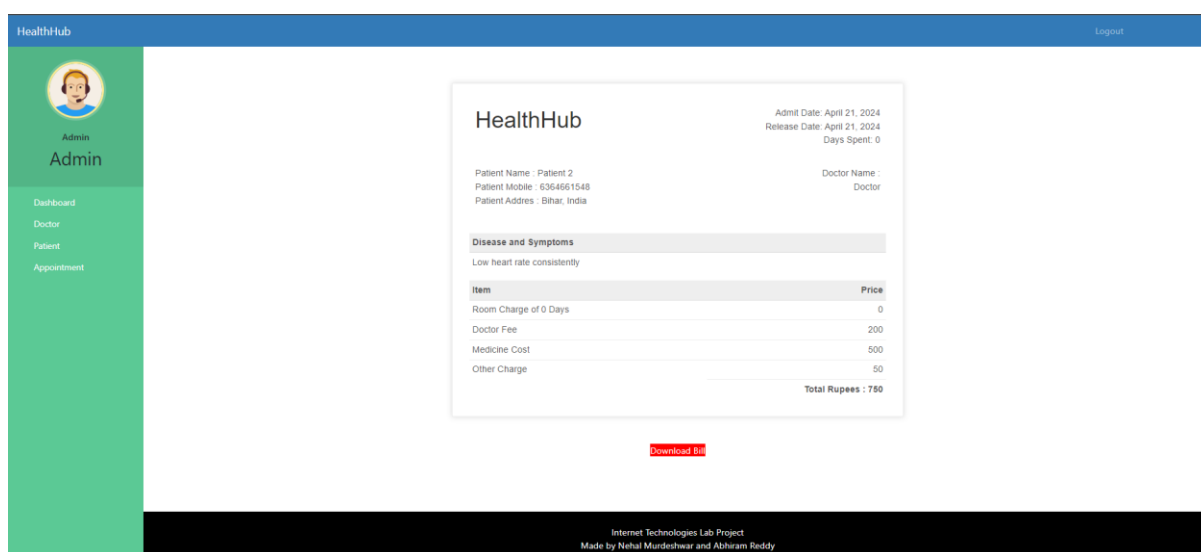 HealthHub
Logout
Admin
Admin
Dashboard
Doctor
Patient
Appointment
HealthHub
Admit Date: April 21, 2024
Release Date: April 21, 2024
Days Spent: 0
Patient Name : Patient 2
Patient Mobile : 6364661548
Patient Addres : Bihar, India
Doctor Name :
Doctor
Disease and Symptoms
Low heart rate consistently
Item Price
Room Charge of 0 Days 0
Doctor Fee 200
Medicine Cost 500
Other Charge 50
Total Rupees : 750
Download Bill
Internet Technologies Lab Project
Made by Nehal Murdeshwar and Abhiram Reddy